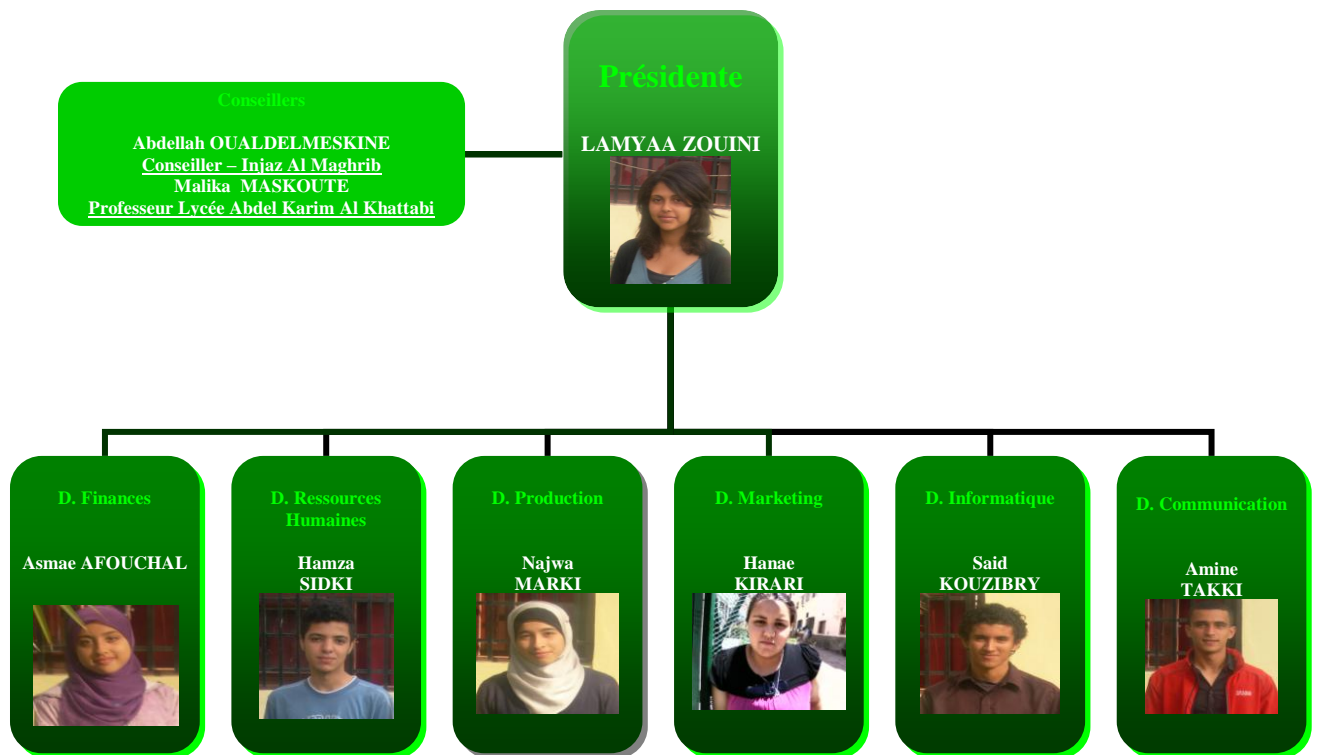 Présidente
LAMYAA ZOUINI
Conseillers
Abdellah OUALDELMESKINE
Conseiller – Injaz Al Maghrib
Malika MASKOUTE
Professeur Lycée Abdel Karim Al Khattabi
D. Finances
Asmae AFOUCHAL
D. Ressources
Humaines
Hamza
SIDKI
D. Production
Najwa
MARKI
D. Marketing
Hanae
KIRARI
D. Informatique
Said
KOUZIBRY
D. Communication
Amine
TAKKI